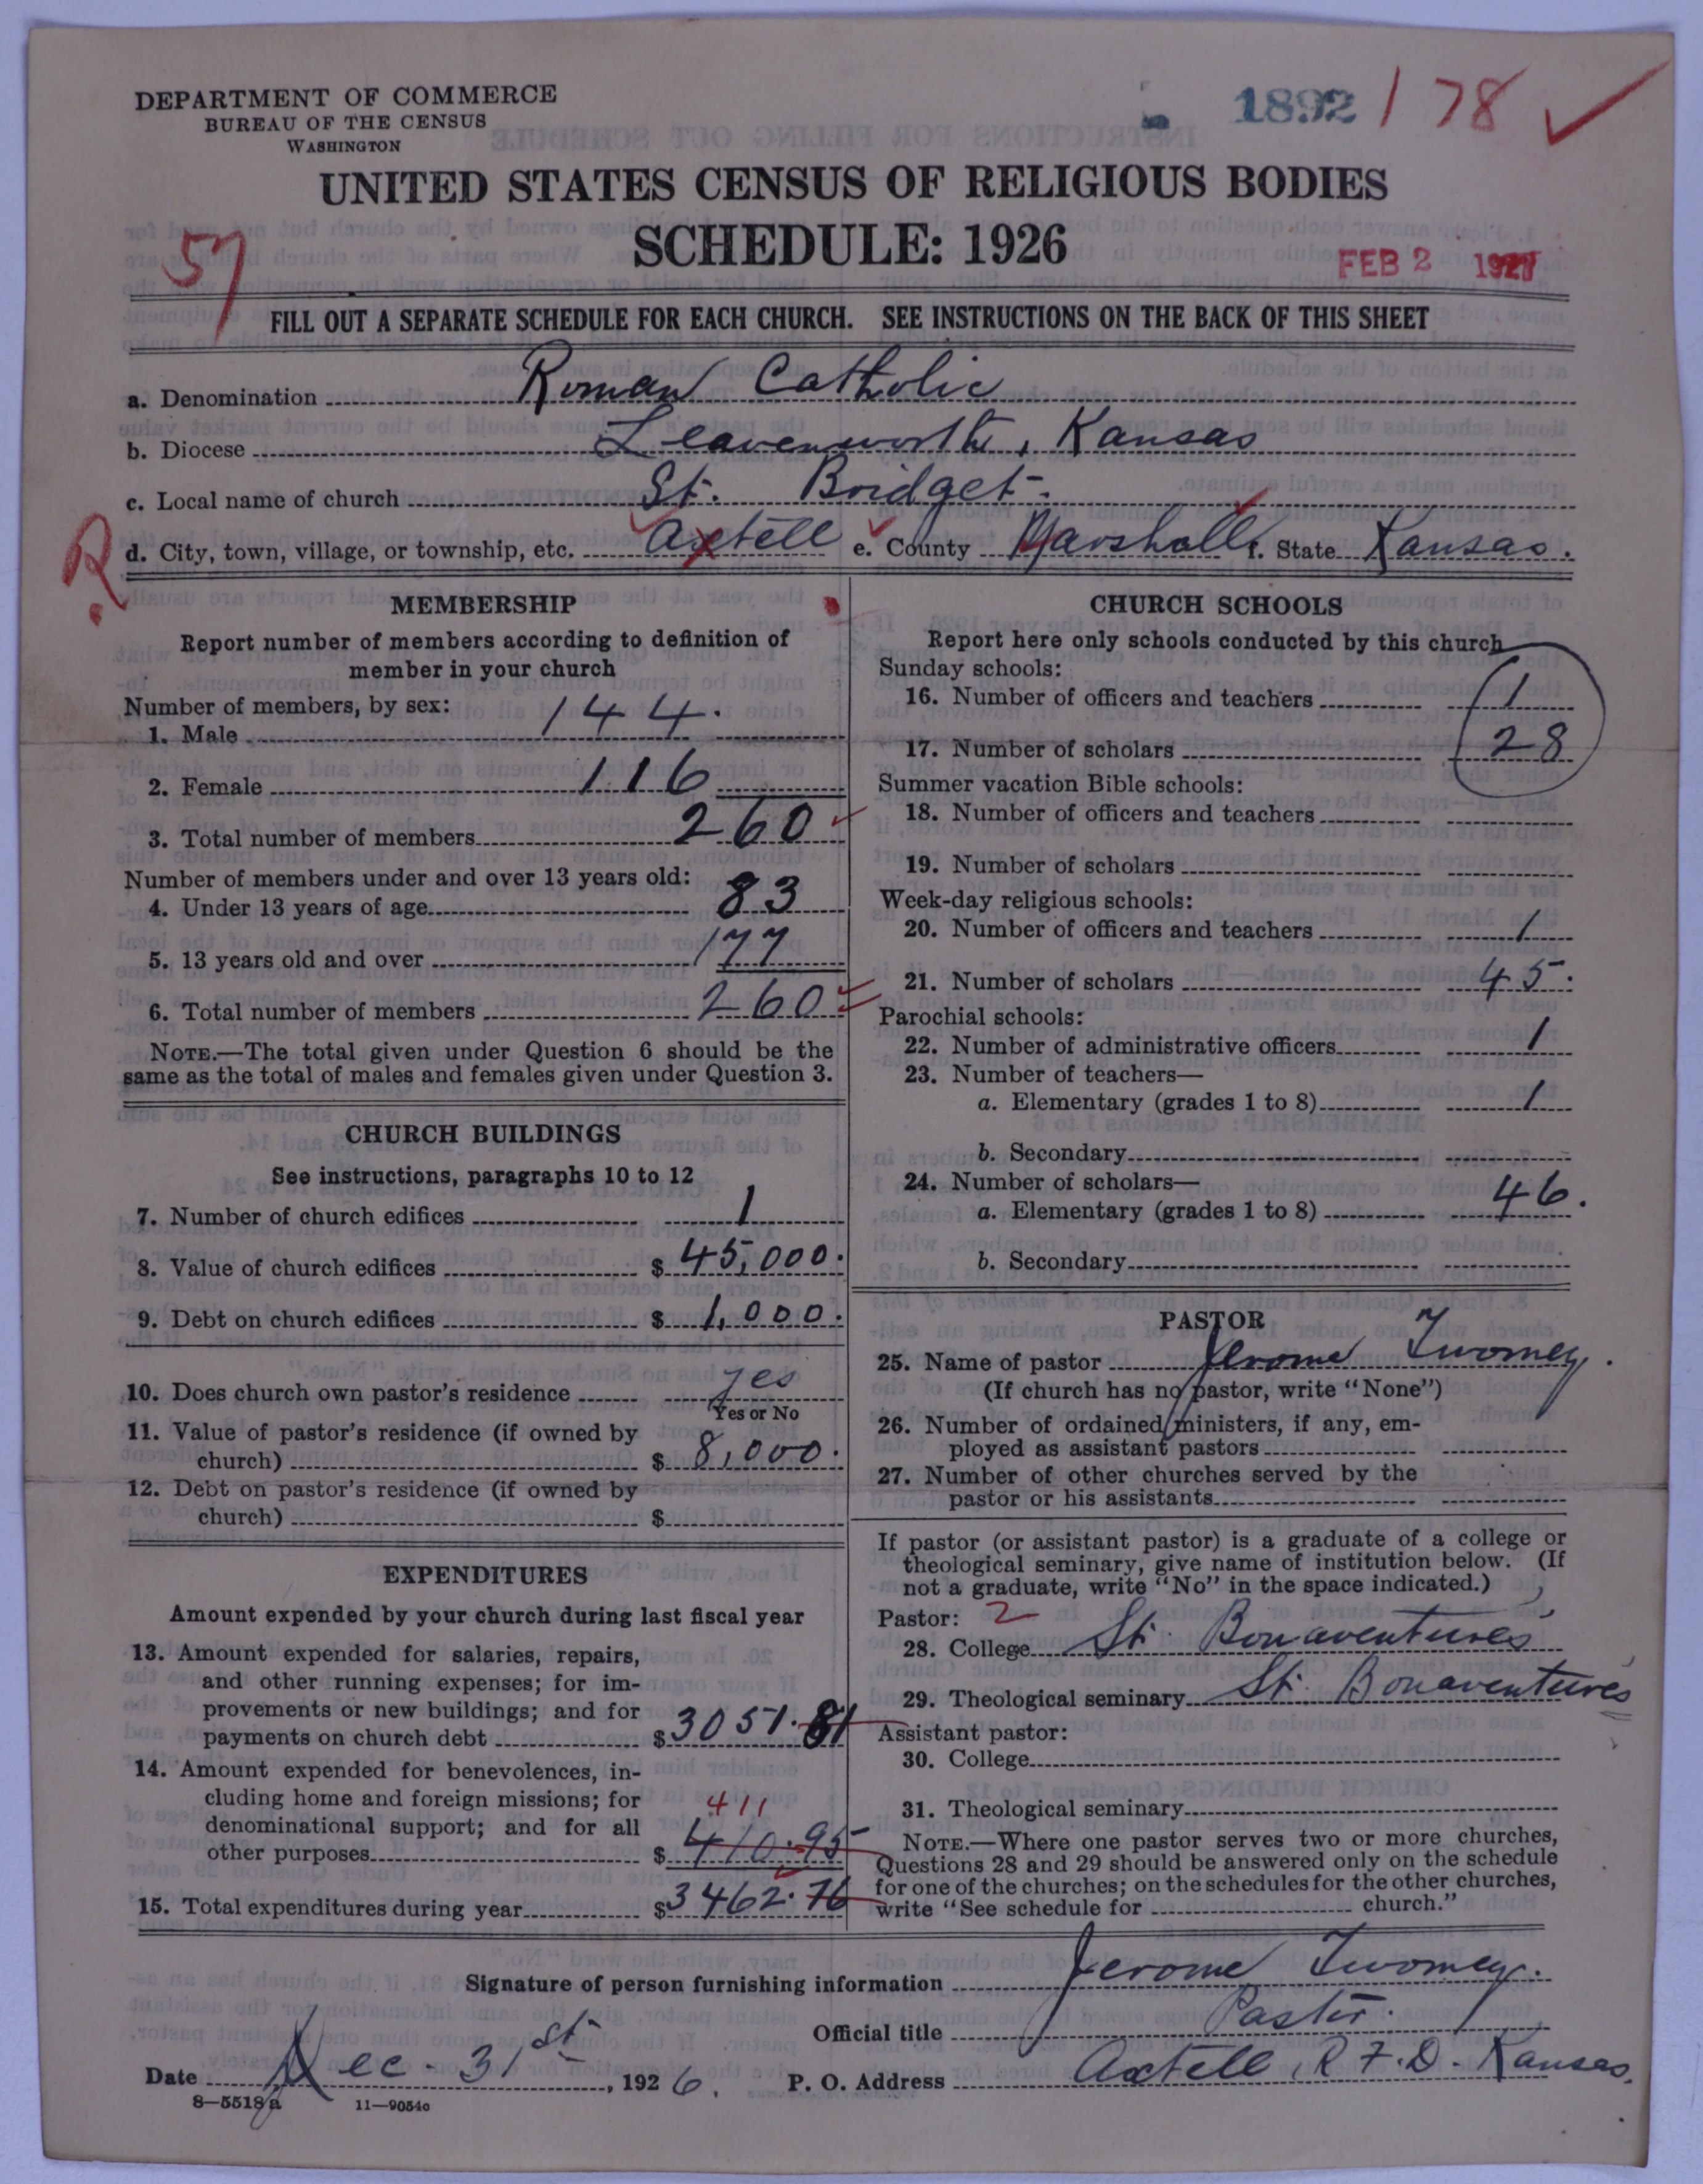 DEPARTMENT OF COMMERCE
BUREAU OF THE CENSUS
WASHINGTON
1892 / 78 ✓
UNITED STATES CENSUS OF RELIGIOUS BODIES
SCHEDULE: 1926
57
FEB 2 1927
FILL OUT A SEPARATE SCHEDULE FOR EACH CHURCH. SEE INSTRUCTIONS ON THE BACK OF THIS SHEET
a. Denomination Roman Catholic
b. Diocese Leavenworth, Kansas
c. Local name of church St. Bridget.
R.
d. City, town, village, or township, etc. Axtell e. County Marshall f. State Kansas.
MEMBERSHIP
Report number of members according to definition of
member in your church
Number of members, by sex:
1. Male 144.
2. Female 116
3. Total number of members 260
Number of members under and over 13 years old:
4. Under 13 years of age 83
5. 13 years old and over 177
6. Total number of members 260
NOTE.—The total given under Question 6 should be the
same as the total of males and females given under Question 3.
CHURCH BUILDINGS
See instructions, paragraphs 10 to 12
7. Number of church edifices 1
8. Value of church edifices $ 45,000.
9. Debt on church edifices $ 1,000.
10. Does church own pastor's residence yes
Yes or No
11. Value of pastor's residence (if owned by
church) $ 8,000.
12. Debt on pastor's residence (if owned by
church) $
EXPENDITURES
Amount expended by your church during last fiscal year
13. Amount expended for salaries, repairs,
and other running expenses; for im-
provements or new buildings; and for
payments on church debt $3051.81
14. Amount expended for benevolences, in-
cluding home and foreign missions; for
411
denominational support; and for all
other purposes $ 410.95
15. Total expenditures during year $3462.76
CHURCH SCHOOLS
Report here only schools conducted by this church
Sunday schools:
16. Number of officers and teachers 1
17. Number of scholars 28
Summer vacation Bible schools:
18. Number of officers and teachers
19. Number of scholars
Week-day religious schools:
20. Number of officers and teachers 1
21. Number of scholars 45.
Parochial schools:
22. Number of administrative officers 1
23. Number of teachers—
a. Elementary (grades 1 to 8) 1
b. Secondary
24. Number of scholars—
a. Elementary (grades 1 to 8) 46.
b. Secondary
PASTOR
25. Name of pastor Jerome Twomey.
(If church has no pastor, write "None")
26. Number of ordained ministers, if any, em-
ployed as assistant pastors
27. Number of other churches served by the
pastor or his assistants
If pastor (or assistant pastor) is a graduate of a college or
theological seminary, give name of institution below. (If
not a graduate, write "No" in the space indicated.)
Pastor: 2
28. College St. Bonaventure's
29. Theological seminary St. Bonaventure's
Assistant pastor:
30. College
31. Theological seminary
NOTE.—Where one pastor serves two or more churches,
Questions 28 and 29 should be answered only on the schedule
for one of the churches; on the schedules for the other churches,
write "See schedule for church."
Signature of person furnishing information Jerome Twomey.
Official title Pastor.
Date Dec - 31st, 1926. P. O. Address Axtell, R F. D. Kansas.
8—5518 a 11—9054c